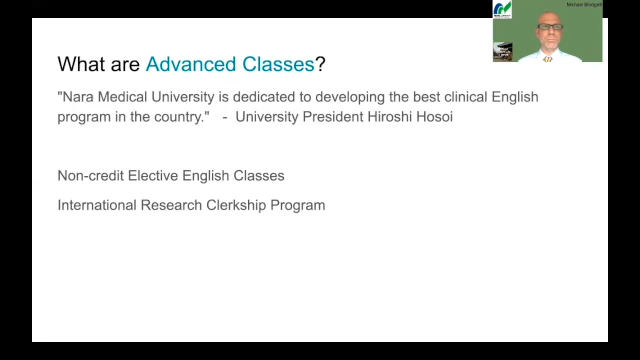 Michael Bolognetti
What are Advanced Classes?
"Nara Medical University is dedicated to developing the best clinical English
program in the country." - University President Hiroshi Hosoi
Non-credit Elective English Classes
International Research Clerkship Program